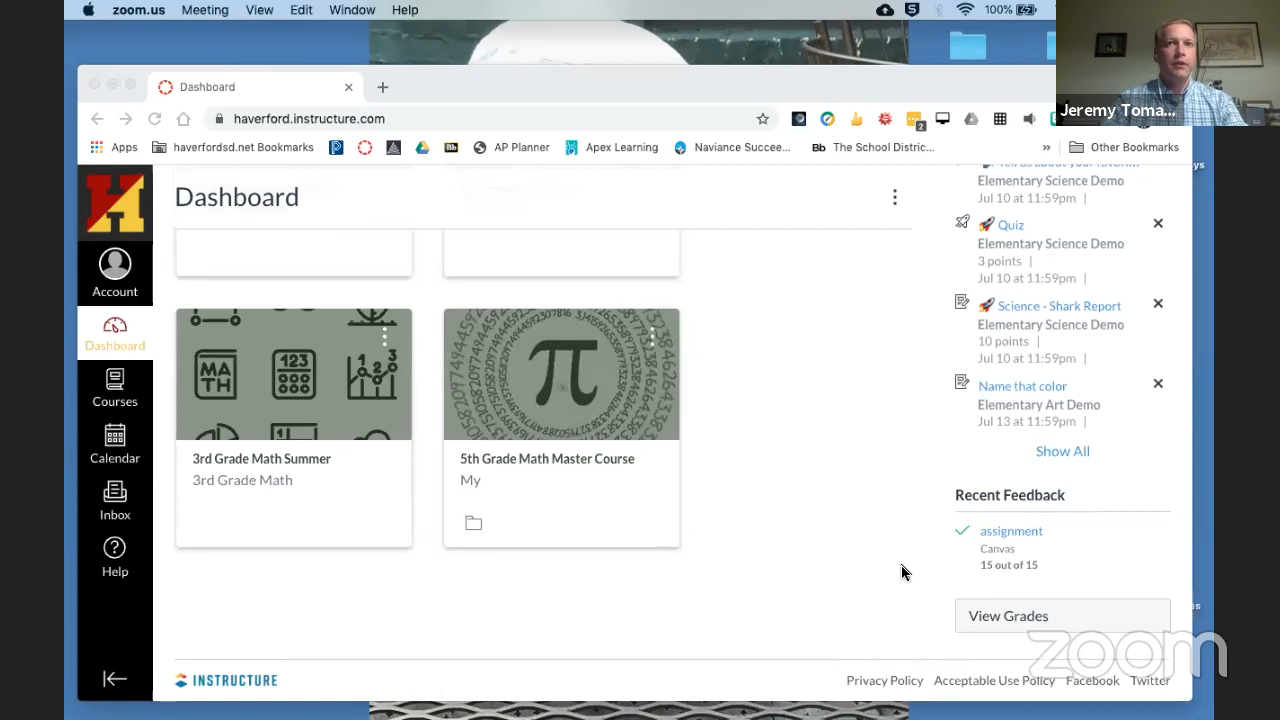 zoom.us Meeting View Edit Window Help 100%
Jeremy Toma...
Dashboard
haverford.instructure.com
2
Apps haverfordsd.net Bookmarks AP Planner Apex Learning Naviance Succee... Bb The School Distric... » Other Bookmarks
H
Account
Dashboard
Courses
Calendar
Inbox
Help
Dashboard
MATH
123
π
3rd Grade Math Summer
3rd Grade Math
5th Grade Math Master Course
My
Elementary Science Demo
Jul 10 at 11:59pm |
Quiz
Elementary Science Demo
3 points |
Jul 10 at 11:59pm |
Science - Shark Report
Elementary Science Demo
10 points |
Jul 10 at 11:59pm |
Name that color
Elementary Art Demo
Jul 13 at 11:59pm |
Show All
Recent Feedback
assignment
Canvas
15 out of 15
View Grades
INSTRUCTURE
Privacy Policy Acceptable Use Policy Facebook Twitter
zoom